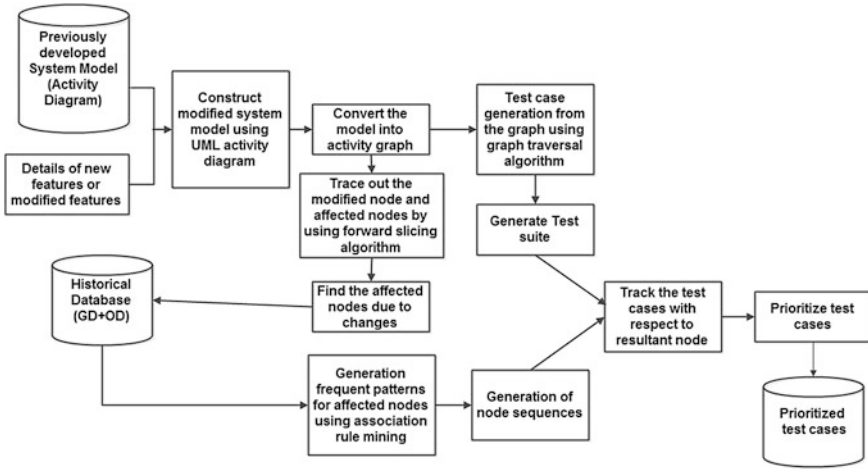 Previously
developed
System Model
(Activity
Diagram)
Details of new
features or
modified features
Construct
modified system
model using
UML activity
diagram
Convert the
model into
activity graph
Test case
generation from
the graph using
graph traversal
algorithm
Trace out the
modified node and
affected nodes by
using forward slicing
algorithm
Generate Test
suite
Find the affected
nodes due to
changes
Historical
Database
(GD+OD)
Track the test
cases with
respect to
resultant node
Prioritize test
cases
Generation
frequent patterns
for affected nodes
using association
rule mining
Generation of
node sequences
Prioritized
test cases